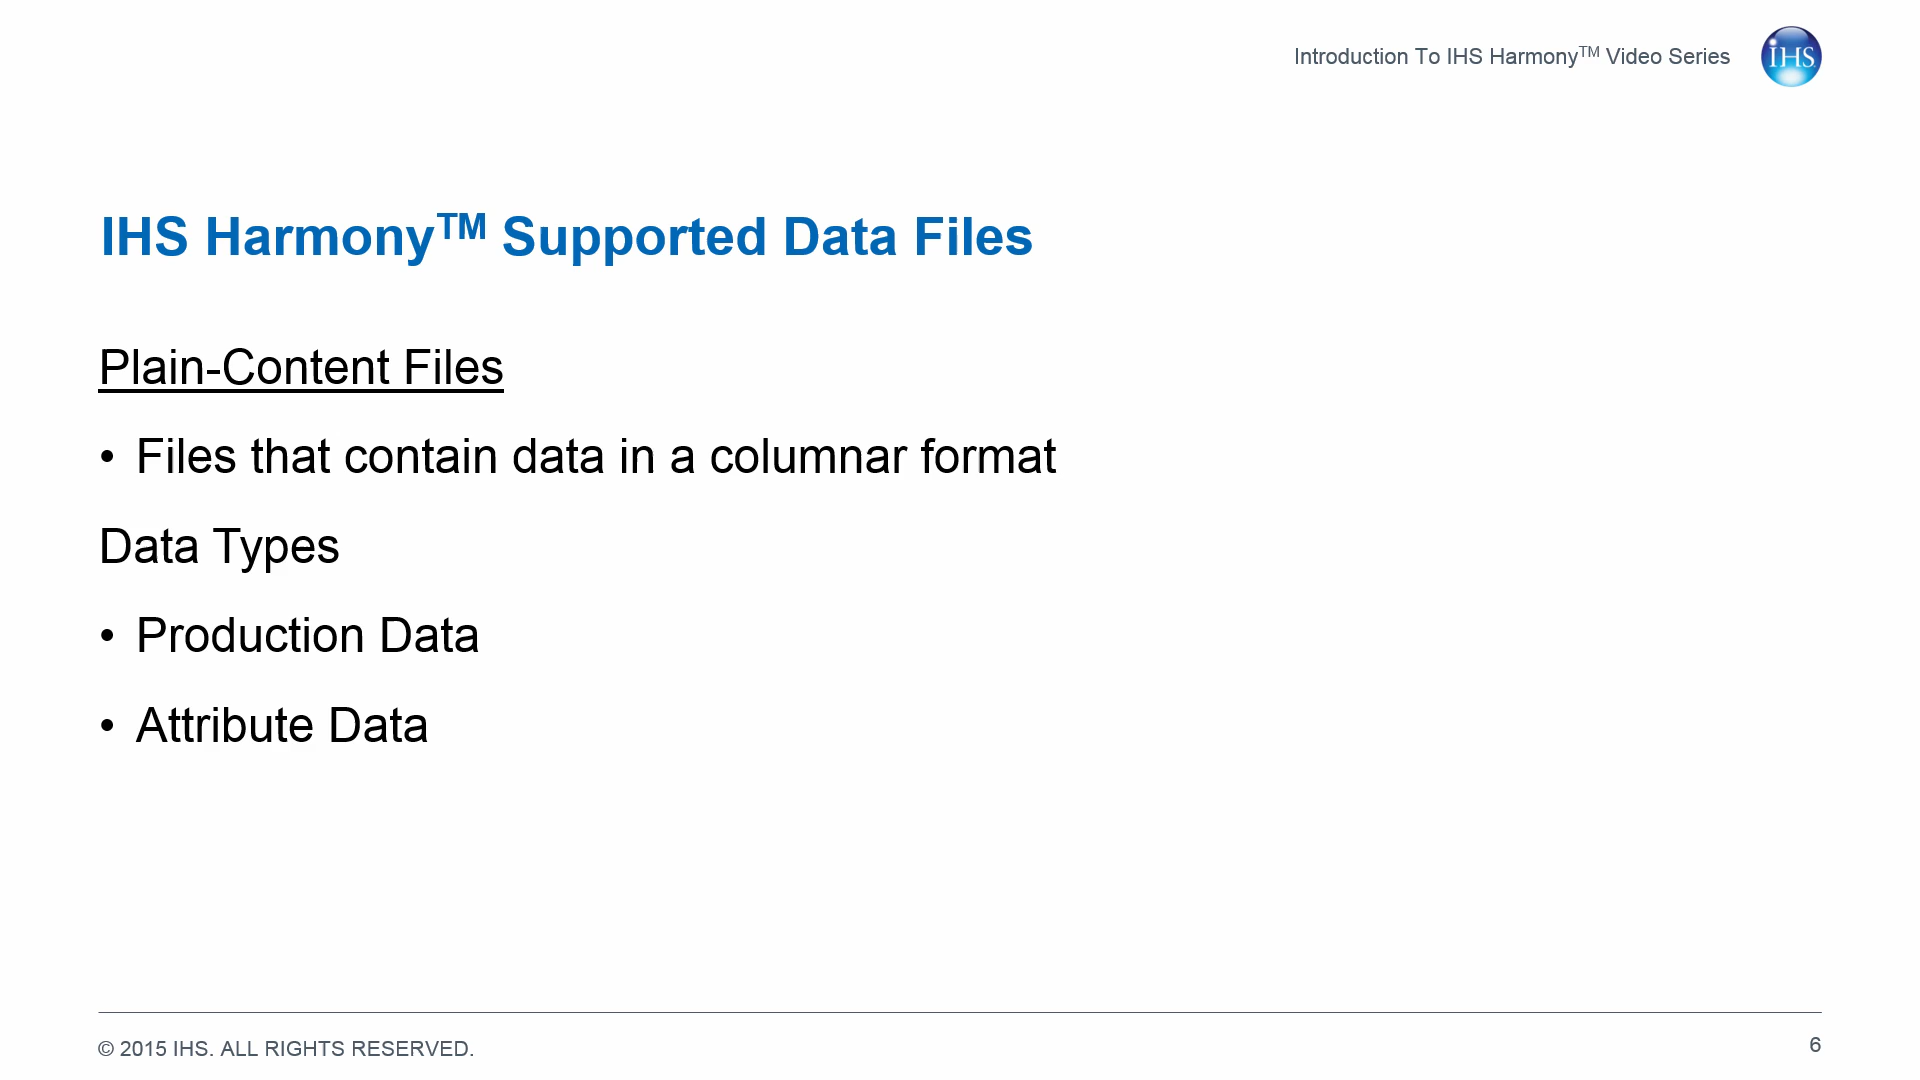 Introduction To IHS Harmony™ Video Series
IHS
IHS Harmony™ Supported Data Files
Plain-Content Files
• Files that contain data in a columnar format
Data Types
• Production Data
• Attribute Data
© 2015 IHS. ALL RIGHTS RESERVED.
6